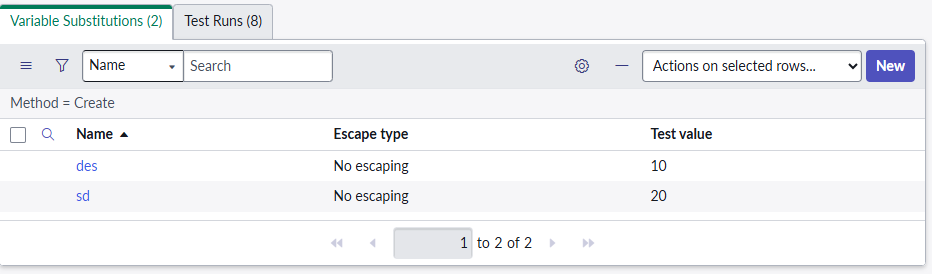 Variable Substitutions (2) Test Runs (8)
Name Search Actions on selected rows... New
Method = Create
Name Escape type Test value
des No escaping 10
sd No escaping 20
1 to 2 of 2